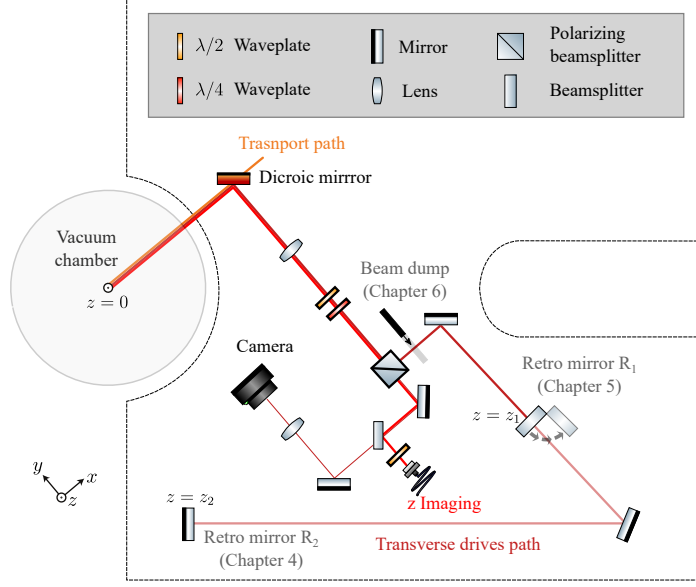 λ/2 Waveplate
Mirror
Polarizing
beamsplitter
λ/4 Waveplate
Lens
Beamsplitter
Trasnport path
Dicroic mirrror
Vacuum
chamber
z = 0
Beam dump
(Chapter 6)
Camera
Retro mirror R₁
(Chapter 5)
z = z₁
y
x
z
z = z₂
z Imaging
Retro mirror R₂
(Chapter 4)
Transverse drives path